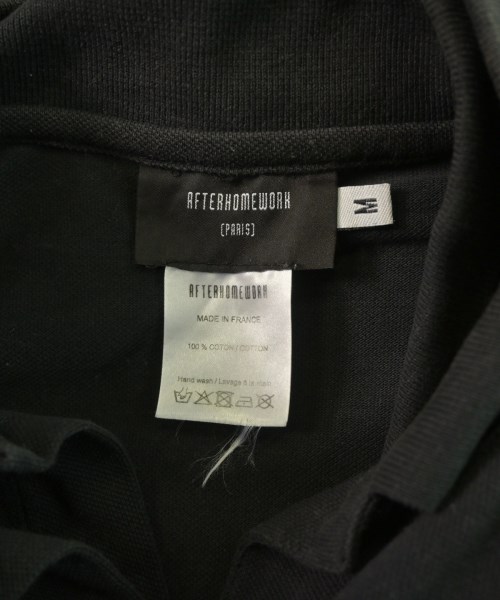 AFTERHOMEWORK
(PARIS)
M
AFTERHOMEWORK
MADE IN FRANCE
100 % COTON / COTTON
Hand wash / Lavage à la main